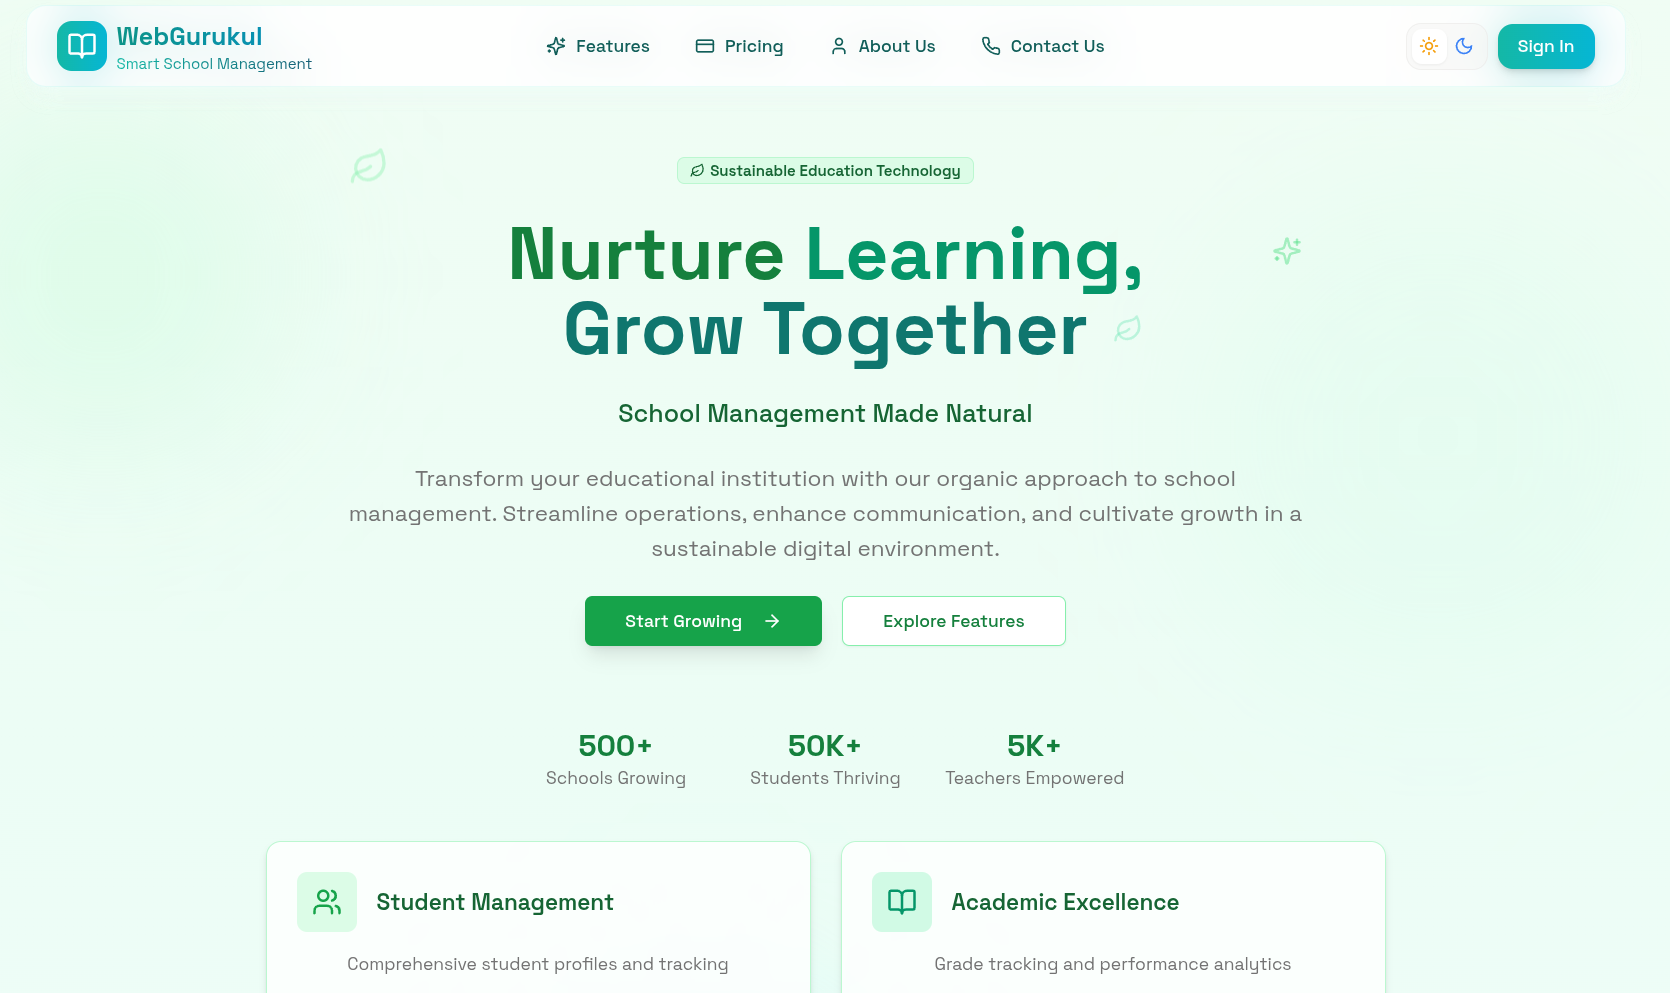 WebGurukul
Smart School Management
Features
Pricing
About Us
Contact Us
Sign In
Sustainable Education Technology
Nurture Learning,
Grow Together
School Management Made Natural
Transform your educational institution with our organic approach to school
management. Streamline operations, enhance communication, and cultivate growth in a
sustainable digital environment.
Start Growing
Explore Features
500+
Schools Growing
50K+
Students Thriving
5K+
Teachers Empowered
Student Management
Comprehensive student profiles and tracking
Academic Excellence
Grade tracking and performance analytics